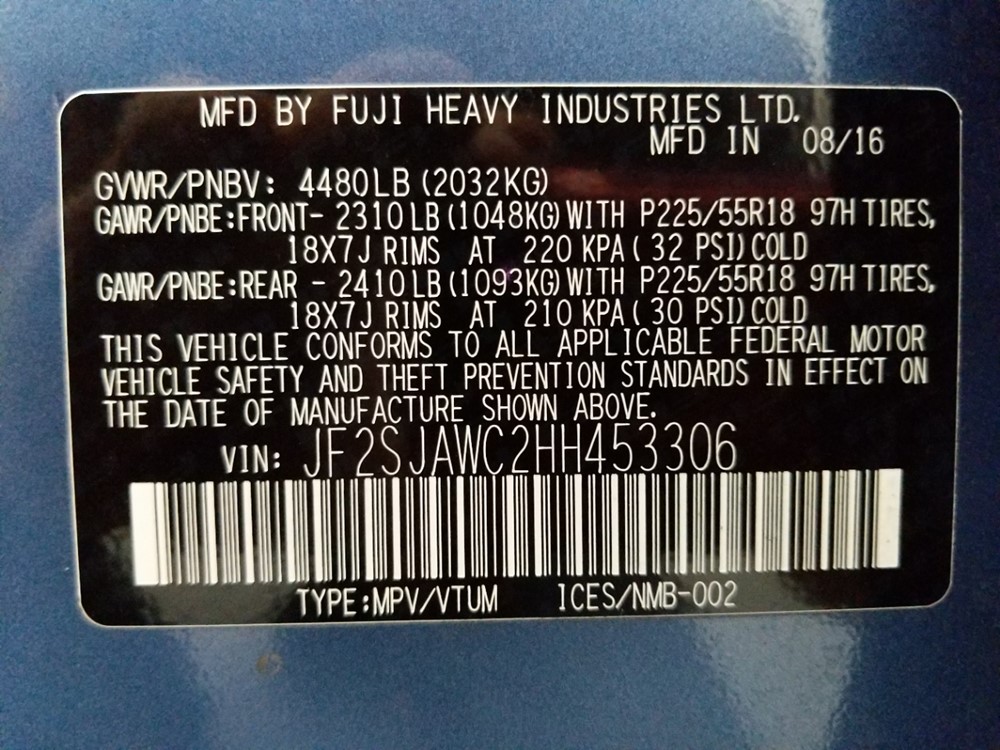 MFD BY FUJI HEAVY INDUSTRIES LTD.
MFD IN 08/16
GVWR/PNBV: 4480LB (2032KG)
GAWR/PNBE:FRONT- 2310LB (1048KG) WITH P225/55R18 97H TIRES,
18X7J RIMS AT 220 KPA ( 32 PSI) COLD
GAWR/PNBE:REAR - 2410LB (1093KG) WITH P225/55R18 97H TIRES,
18X7J RIMS AT 210 KPA ( 30 PSI) COLD
THIS VEHICLE CONFORMS TO ALL APPLICABLE FEDERAL MOTOR
VEHICLE SAFETY AND THEFT PREVENTION STANDARDS IN EFFECT ON
THE DATE OF MANUFACTURE SHOWN ABOVE.
VIN: JF2SJAWC2HH453306
TYPE:MPV/VTUM ICES/NMB-002